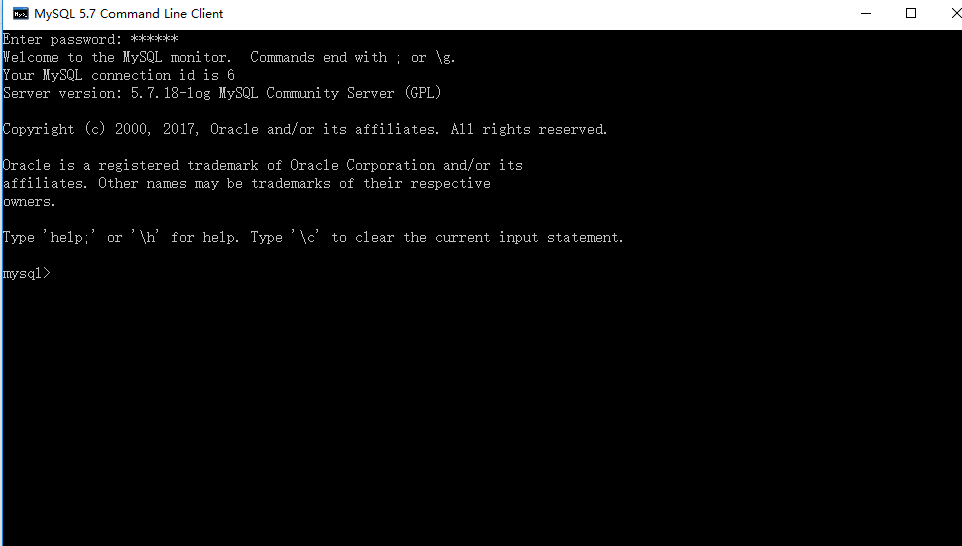 MySQL 5.7 Command Line Client
Enter password: ******
Welcome to the MySQL monitor.  Commands end with ; or \g.
Your MySQL connection id is 6
Server version: 5.7.18-log MySQL Community Server (GPL)
Copyright (c) 2000, 2017, Oracle and/or its affiliates. All rights reserved.
Oracle is a registered trademark of Oracle Corporation and/or its
affiliates. Other names may be trademarks of their respective
owners.
Type 'help;' or '\h' for help. Type '\c' to clear the current input statement.
mysql>